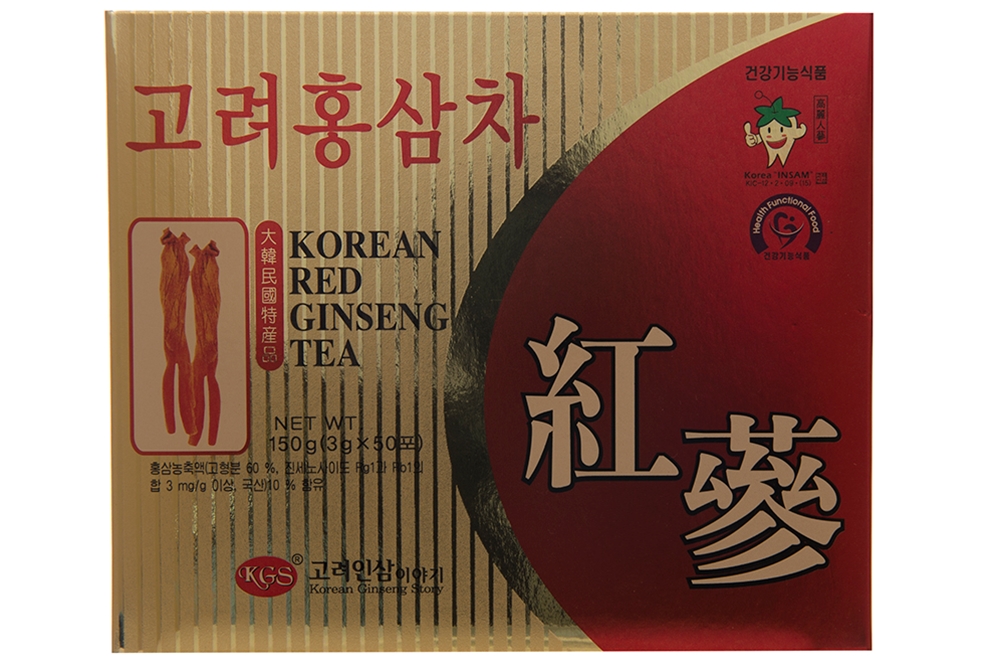 고려홍삼차
건강기능식품
高麗人蔘
Korea "INSAM"
Health Functional Food
건강기능식품
大韓民國特産品
KOREAN
RED
GINSENG
TEA
NET WT.
150g(3g×50포)
홍삼농축액(고형분 60 %, 진세노사이드 Rg1과 Rb1의
합 3 mg/g 이상, 국산)10 % 함유
紅
蔘
KGS®
고려인삼이야기
Korean Ginseng Story